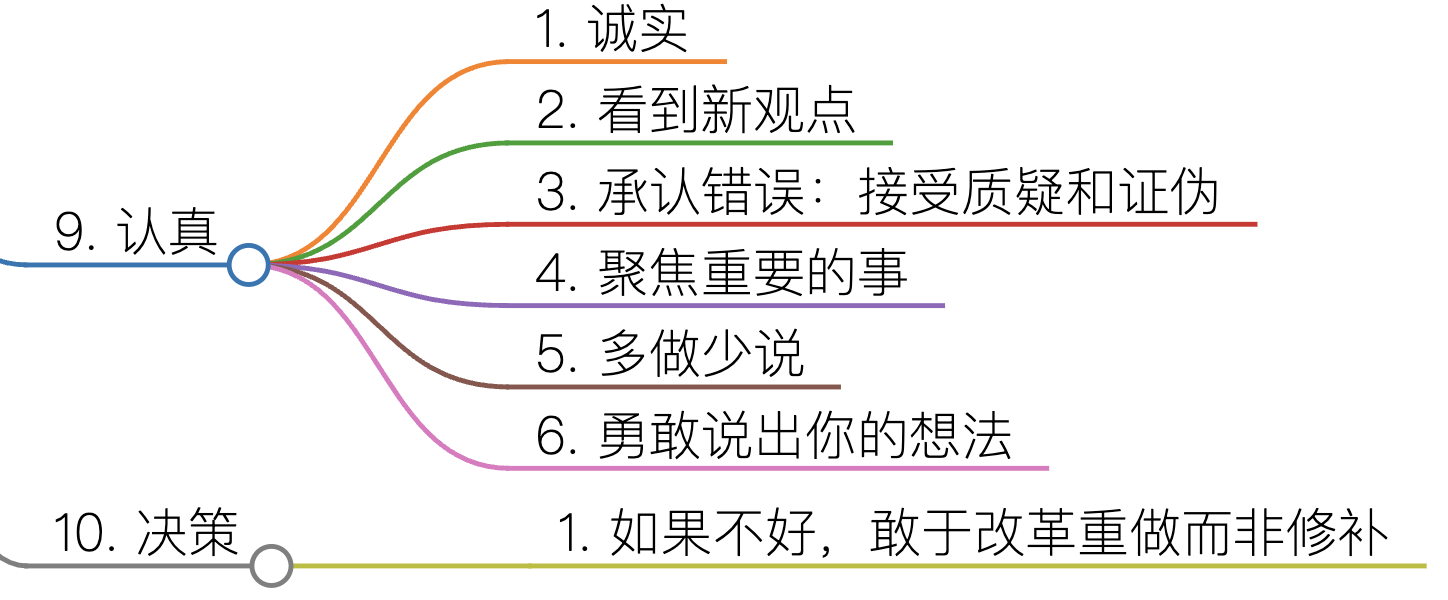 9. 认真
1. 诚实
2. 看到新观点
3. 承认错误：接受质疑和证伪
4. 聚焦重要的事
5. 多做少说
6. 勇敢说出你的想法
10. 决策
1. 如果不好，敢于改革重做而非修补